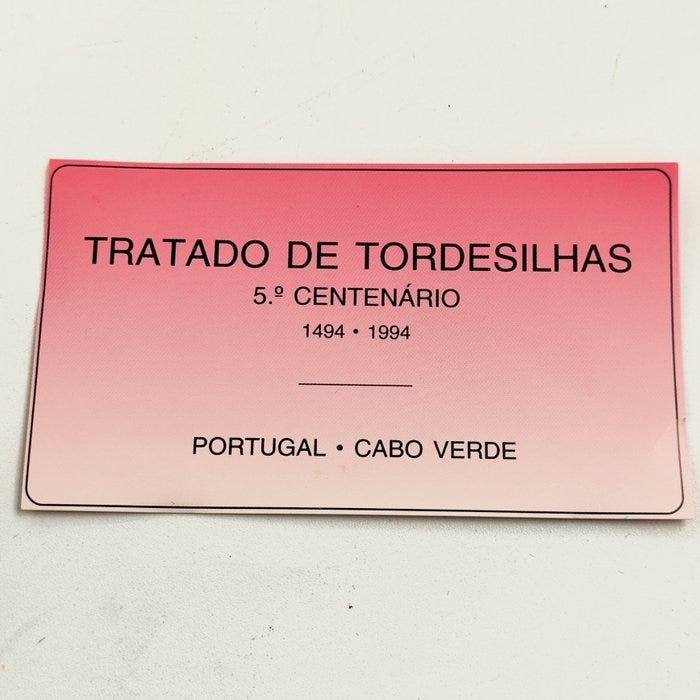 TRATADO DE TORDESILHAS
5.º CENTENÁRIO
1494 • 1994
PORTUGAL • CABO VERDE